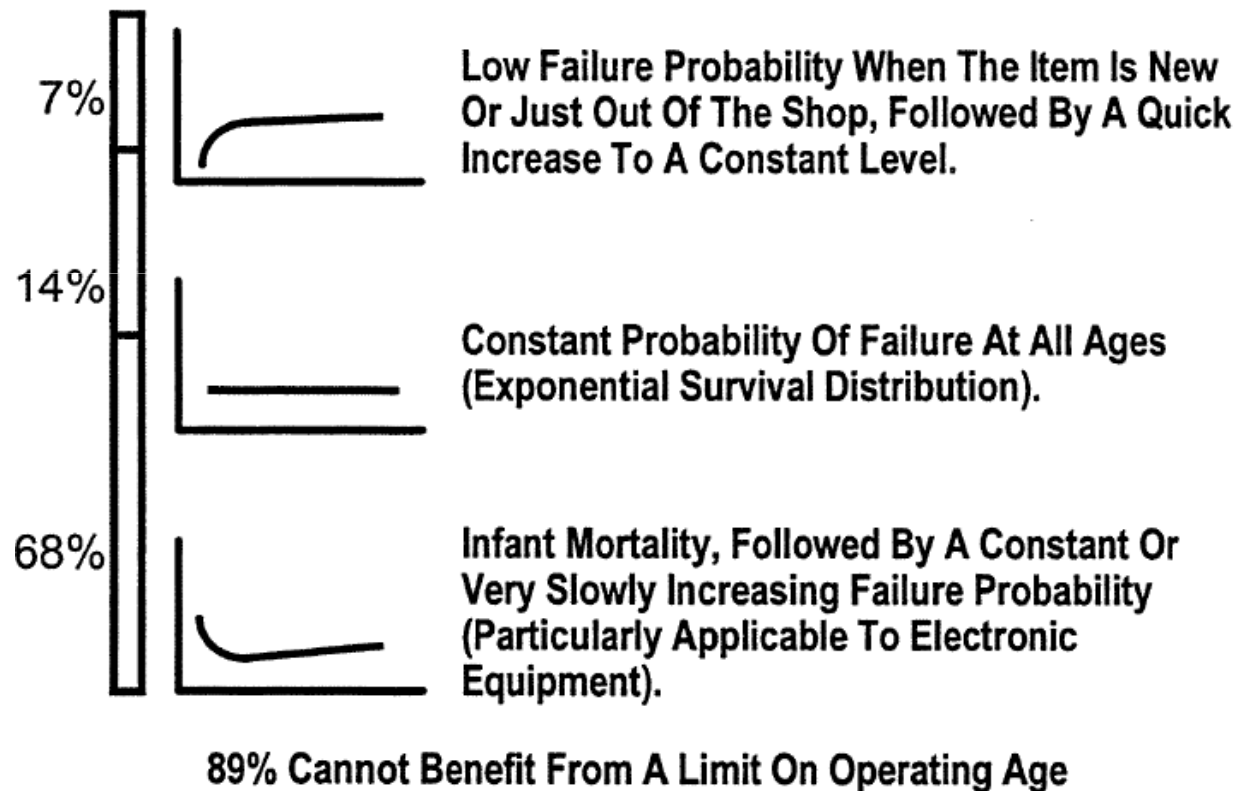 7%
Low Failure Probability When The Item Is New
Or Just Out Of The Shop, Followed By A Quick
Increase To A Constant Level.
14%
Constant Probability Of Failure At All Ages
(Exponential Survival Distribution).
68%
Infant Mortality, Followed By A Constant Or
Very Slowly Increasing Failure Probability
(Particularly Applicable To Electronic
Equipment).
89% Cannot Benefit From A Limit On Operating Age